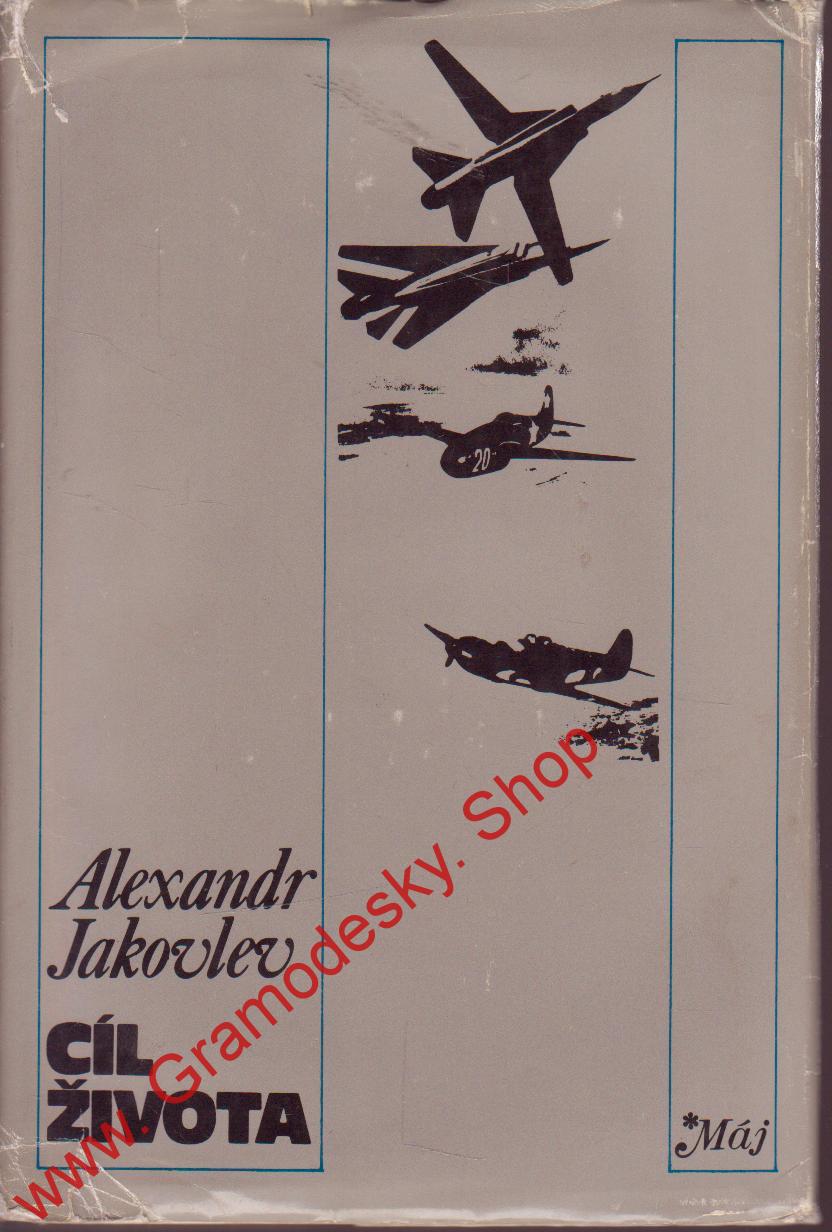 20
Alexandr
Jakovlev
CÍL
ŽIVOTA
*Máj
www. Gramodesky. Shop